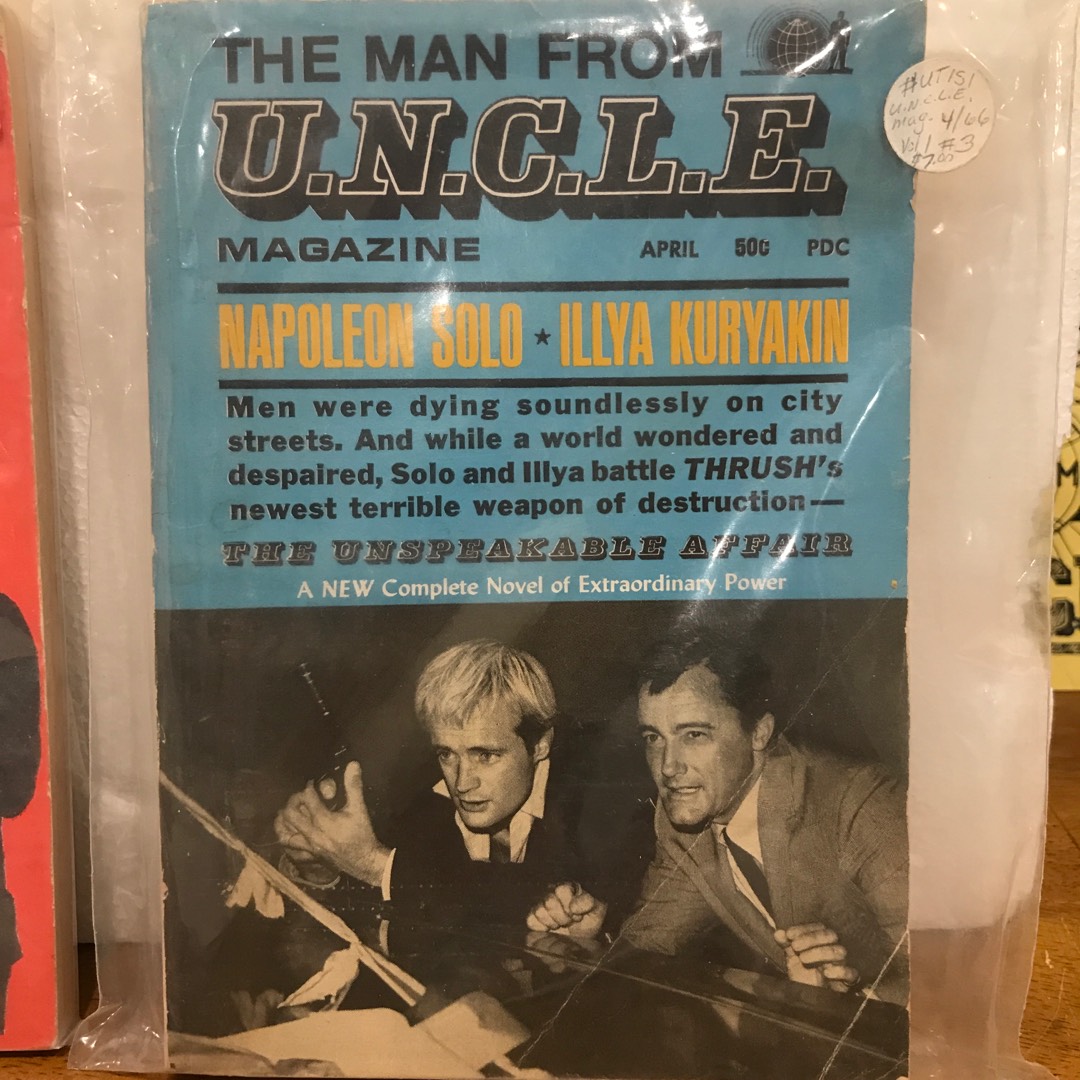 THE MAN FROM
U.N.C.L.E.
MAGAZINE APRIL 50¢ PDC
NAPOLEON SOLO ★ ILLYA KURYAKIN
Men were dying soundlessly on city
streets. And while a world wondered and
despaired, Solo and Illya battle THRUSH's
newest terrible weapon of destruction—
THE UNSPEAKABLE AFFAIR
A NEW Complete Novel of Extraordinary Power
#UT151
U.N.C.L.E.
mag. 4/66
Vol 1 #3
$7.00
M